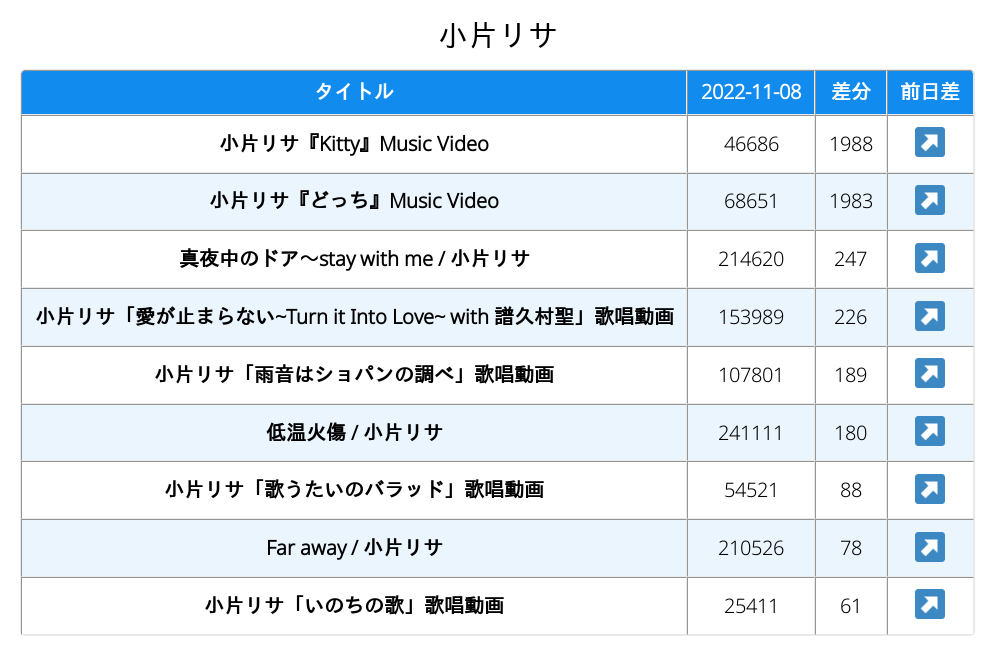 小片リサ
タイトル 2022-11-08 差分 前日差
小片リサ『Kitty』Music Video 46686 1988
小片リサ『どっち』Music Video 68651 1983
真夜中のドア〜stay with me / 小片リサ 214620 247
小片リサ「愛が止まらない~Turn it Into Love~ with 譜久村聖」歌唱動画 153989 226
小片リサ「雨音はショパンの調べ」歌唱動画 107801 189
低温火傷 / 小片リサ 241111 180
小片リサ「歌うたいのバラッド」歌唱動画 54521 88
Far away / 小片リサ 210526 78
小片リサ「いのちの歌」歌唱動画 25411 61